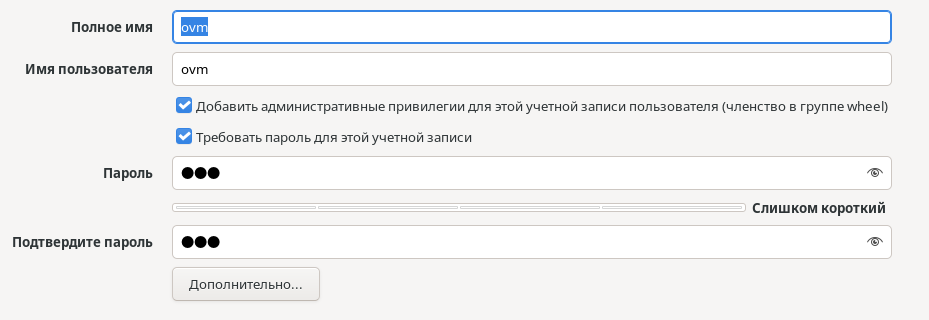 Полное имя
ovm
Имя пользователя
ovm
Добавить административные привилегии для этой учетной записи пользователя (членство в группе wheel)
Требовать пароль для этой учетной записи
Пароль
●●●
Слишком короткий
Подтвердите пароль
●●●
Дополнительно...